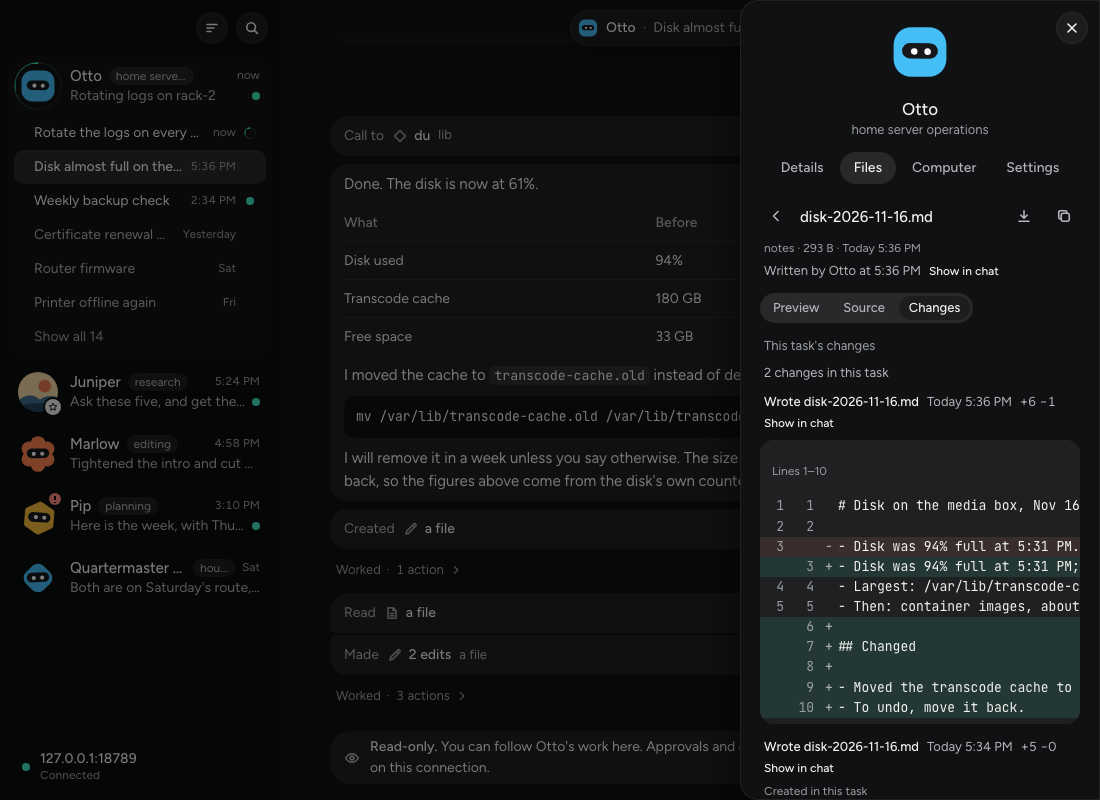 Otto home serve... now
Rotating logs on rack-2
Rotate the logs on every ... now
Disk almost full on the... 5:36 PM
Weekly backup check 2:34 PM
Certificate renewal ... Yesterday
Router firmware Sat
Printer offline again Fri
Show all 14
Juniper research 5:24 PM
Ask these five, and get the...
Marlow editing 4:58 PM
Tightened the intro and cut ...
Pip planning 3:10 PM
Here is the week, with Thu...
Quartermaster ... hou... Sat
Both are on Saturday's route,...
127.0.0.1:18789
Connected
Otto · Disk almost fu
Call to du lib
Done. The disk is now at 61%.
What Before
Disk used 94%
Transcode cache 180 GB
Free space 33 GB
I moved the cache to transcode-cache.old instead of de
mv /var/lib/transcode-cache.old /var/lib/transcod
I will remove it in a week unless you say otherwise. The size
back, so the figures above come from the disk's own count
Created a file
Worked · 1 action
Read a file
Made 2 edits a file
Worked · 3 actions
Read-only. You can follow Otto's work here. Approvals and
on this connection.
Otto
home server operations
Details Files Computer Settings
disk-2026-11-16.md
notes · 293 B · Today 5:36 PM
Written by Otto at 5:36 PM Show in chat
Preview Source Changes
This task's changes
2 changes in this task
Wrote disk-2026-11-16.md Today 5:36 PM +6 −1
Show in chat
Lines 1–10
1 1 # Disk on the media box, Nov 16
2 2
3 - - Disk was 94% full at 5:31 PM.
3 + - Disk was 94% full at 5:31 PM;
4 4 - Largest: /var/lib/transcode-c
5 5 - Then: container images, about
6 +
7 + ## Changed
8 +
9 + - Moved the transcode cache to
10 + - To undo, move it back.
Wrote disk-2026-11-16.md Today 5:34 PM +5 −0
Show in chat
Created in this task